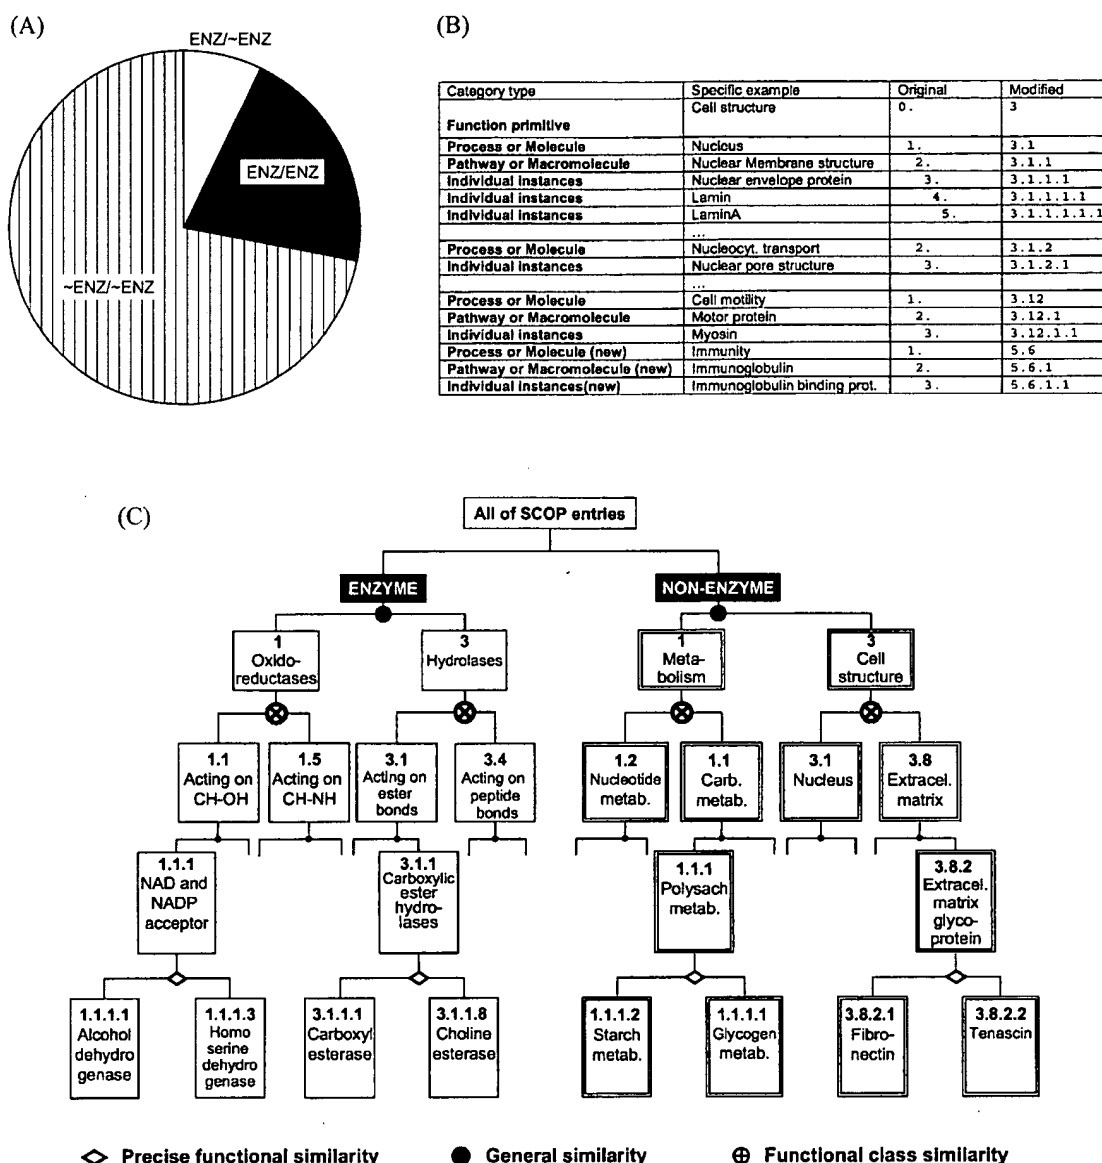 (A)
ENZ/~ENZ
ENZ/ENZ
~ENZ/~ENZ
(B)
Category type Specific example Original Modified
Function primitive Cell structure 0. 3
Process or Molecule Nucleus 1. 3.1
Pathway or Macromolecule Nuclear Membrane structure 2. 3.1.1
Individual instances Nuclear envelope protein 3. 3.1.1.1
Individual instances Lamin 4. 3.1.1.1.1
Individual instances LaminA 5. 3.1.1.1.1.1
...
Process or Molecule Nucleocyt. transport 2. 3.1.2
Individual instances Nuclear pore structure 3. 3.1.2.1
...
Process or Molecule Cell motility 1. 3.12
Pathway or Macromolecule Motor protein 2. 3.12.1
Individual instances Myosin 3. 3.12.1.1
Process or Molecule (new) Immunity 1. 5.6
Pathway or Macromolecule (new) Immunoglobulin 2. 5.6.1
Individual instances(new) Immunoglobulin binding prot. 3. 5.6.1.1
(C)
All of SCOP entries
ENZYME
NON-ENZYME
1
Oxido-
reductases
3
Hydrolases
1
Meta-
bolism
3
Cell
structure
1.1
Acting on
CH-OH
1.5
Acting on
CH-NH
3.1
Acting on
ester
bonds
3.4
Acting on
peptide
bonds
1.2
Nucleotide
metab.
1.1
Carb.
metab.
3.1
Nucleus
3.8
Extracel.
matrix
1.1.1
NAD and
NADP
acceptor
3.1.1
Carboxylic
ester
hydro-
lases
1.1.1
Polysach
metab.
3.8.2
Extracel.
matrix
glyco-
protein
1.1.1.1
Alcohol
dehydro
genase
1.1.1.3
Homo
serine
dehydro
genase
3.1.1.1
Carboxyl
esterase
3.1.1.8
Choline
esterase
1.1.1.2
Starch
metab.
1.1.1.1
Glycogen
metab.
3.8.2.1
Fibro-
nectin
3.8.2.2
Tenascin
Precise functional similarity
General similarity
Functional class similarity